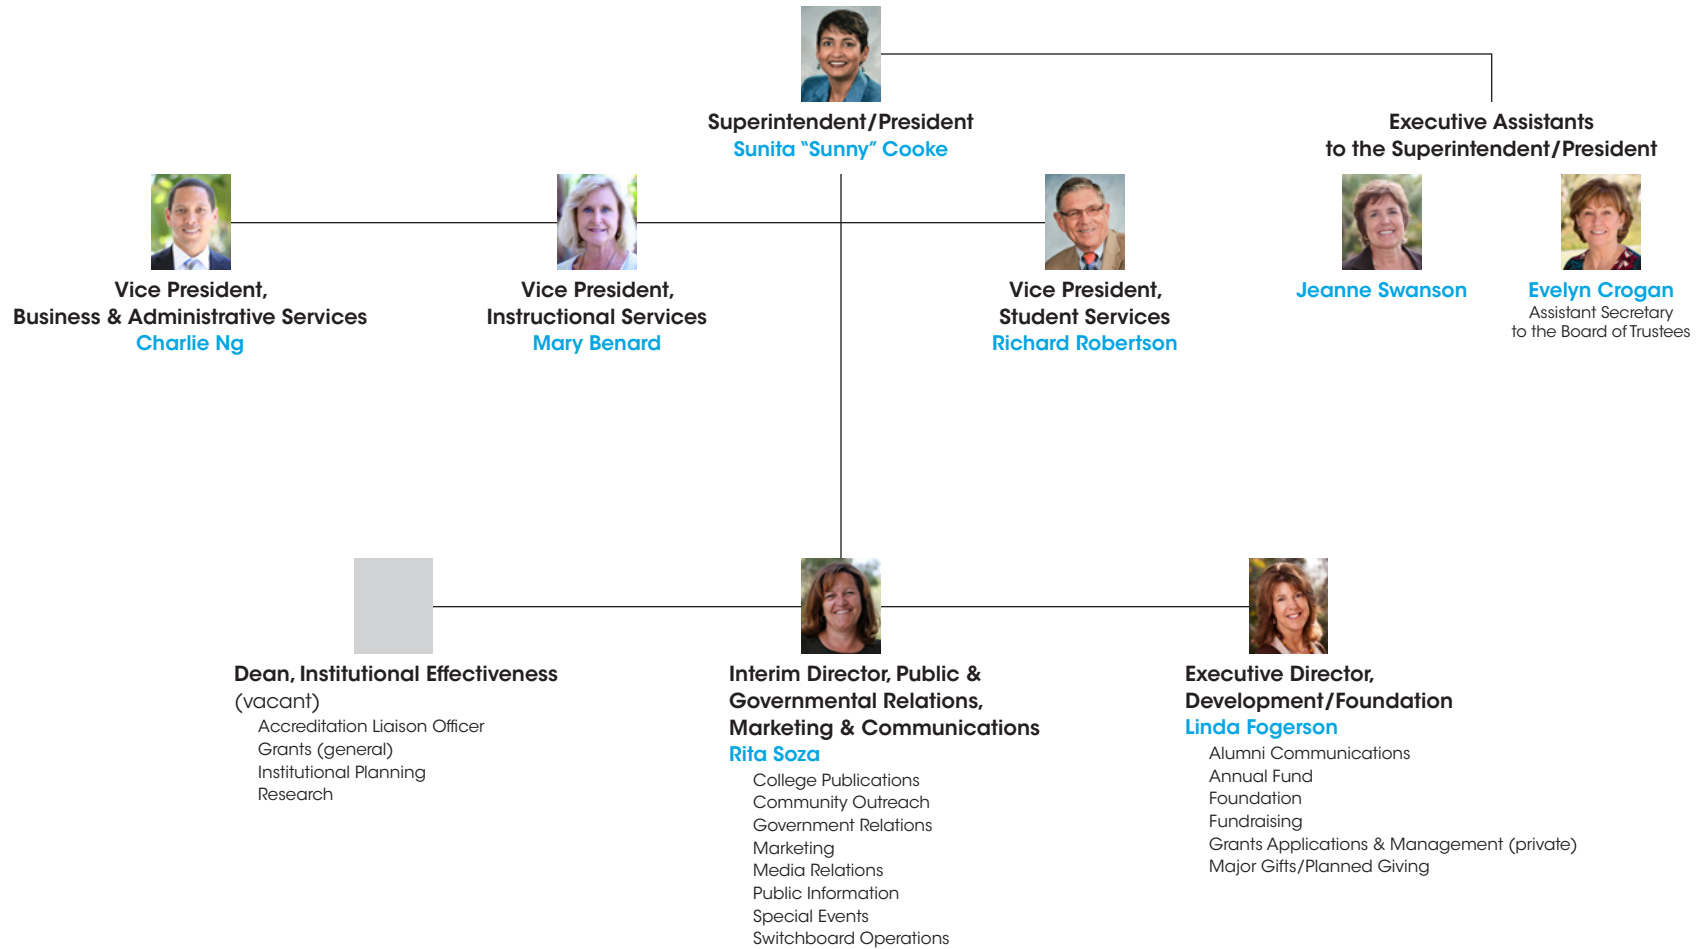 Superintendent/President
Sunita “Sunny” Cooke
Executive Assistants
to the Superintendent/President
Vice President,
Business & Administrative Services
Charlie Ng
Vice President,
Instructional Services
Mary Benard
Vice President,
Student Services
Richard Robertson
Jeanne Swanson
Evelyn Crogan
Assistant Secretary
to the Board of Trustees
Dean, Institutional Effectiveness
(vacant)
Accreditation Liaison Officer
Grants (general)
Institutional Planning
Research
Interim Director, Public &
Governmental Relations,
Marketing & Communications
Rita Soza
College Publications
Community Outreach
Government Relations
Marketing
Media Relations
Public Information
Special Events
Switchboard Operations
Executive Director,
Development/Foundation
Linda Fogerson
Alumni Communications
Annual Fund
Foundation
Fundraising
Grants Applications & Management (private)
Major Gifts/Planned Giving